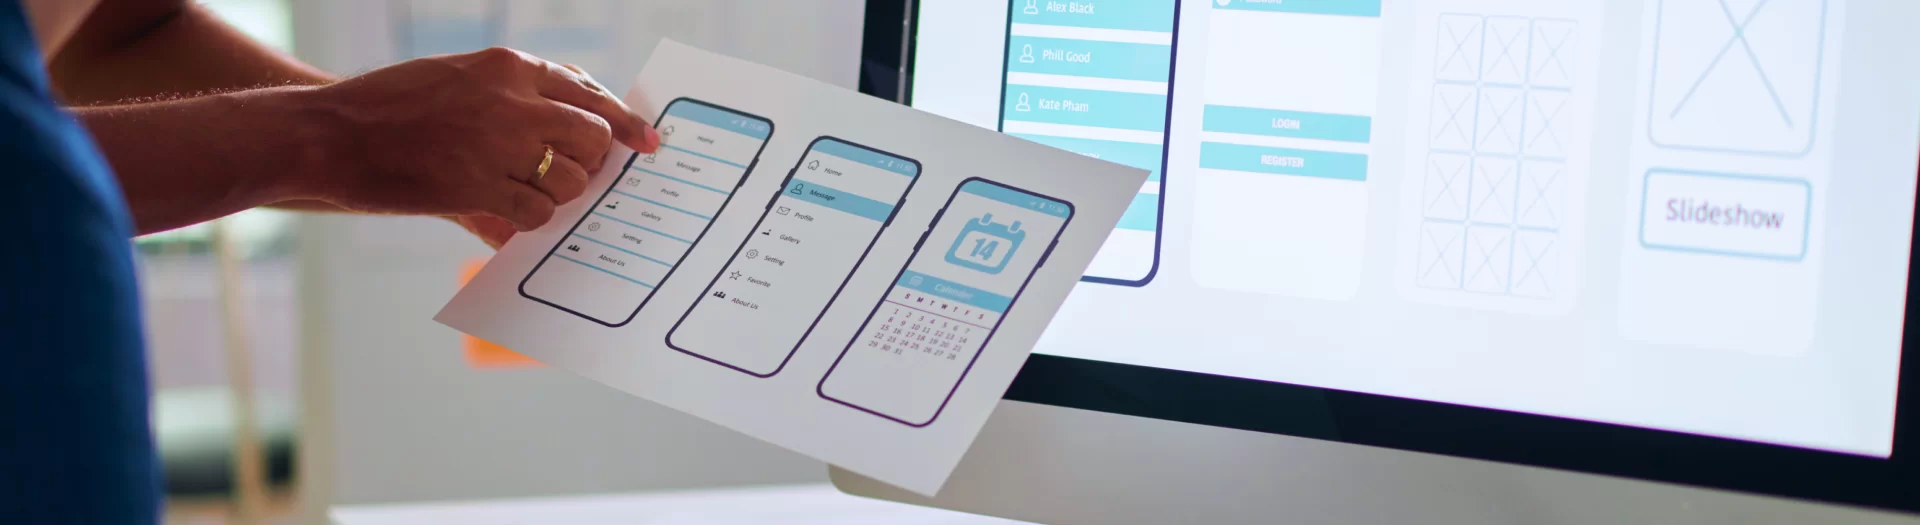 Home
Message
Profile
Gallery
Setting
About Us
Home
Message
Profile
Gallery
Setting
Favorite
About Us
14
Calendar
S M T W T F S
1 2 3 4 5 6 7
8 9 10 11 12 13 14
15 16 17 18 19 20 21
22 23 24 25 26 27 28
29 30 31
Alex Black
Phill Good
Kate Pham
LOGIN
REGISTER
Slideshow